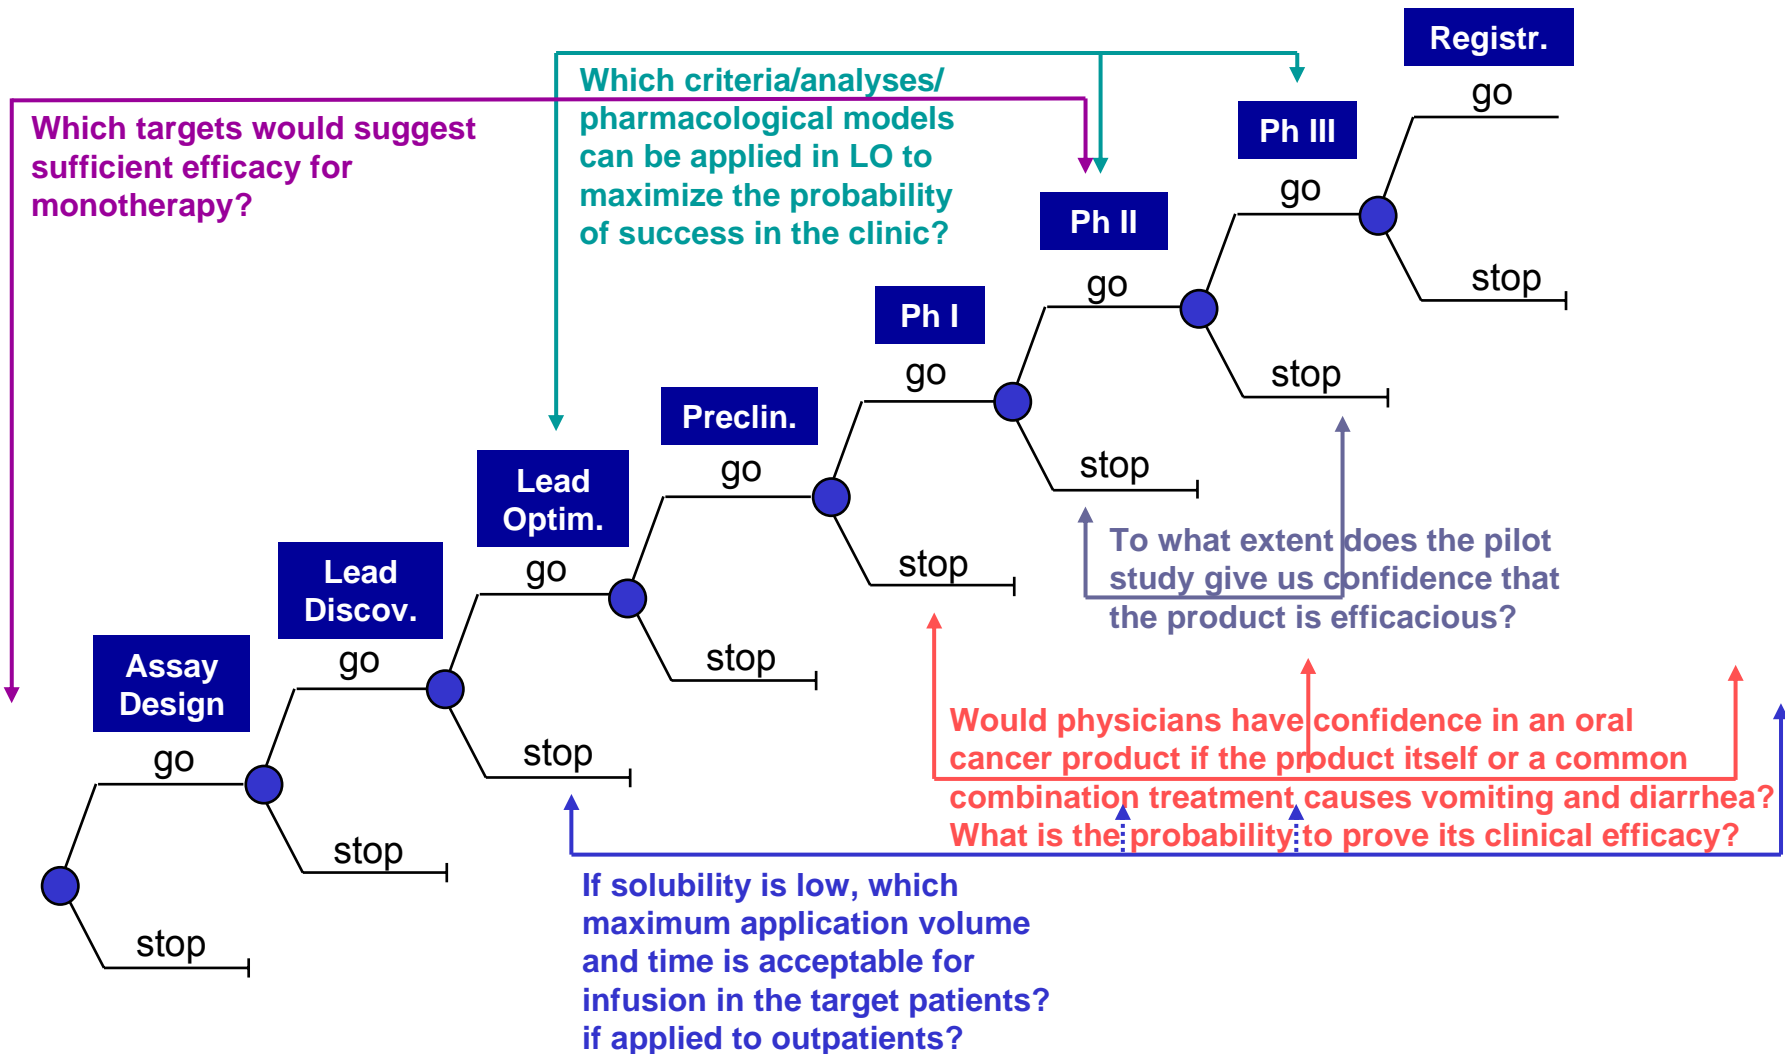 Registr.
go
Which criteria/analyses/
pharmacological models
can be applied in LO to
maximize the probability
of success in the clinic?
Which targets would suggest
sufficient efficacy for
monotherapy?
Ph III
go
stop
Ph II
go
stop
Ph I
go
stop
Preclin.
go
stop
Lead
Optim.
go
stop
Lead
Discov.
go
stop
Assay
Design
go
stop
stop
To what extent does the pilot
study give us confidence that
the product is efficacious?
Would physicians have confidence in an oral
cancer product if the product itself or a common
combination treatment causes vomiting and diarrhea?
What is the probability to prove its clinical efficacy?
If solubility is low, which
maximum application volume
and time is acceptable for
infusion in the target patients?
if applied to outpatients?